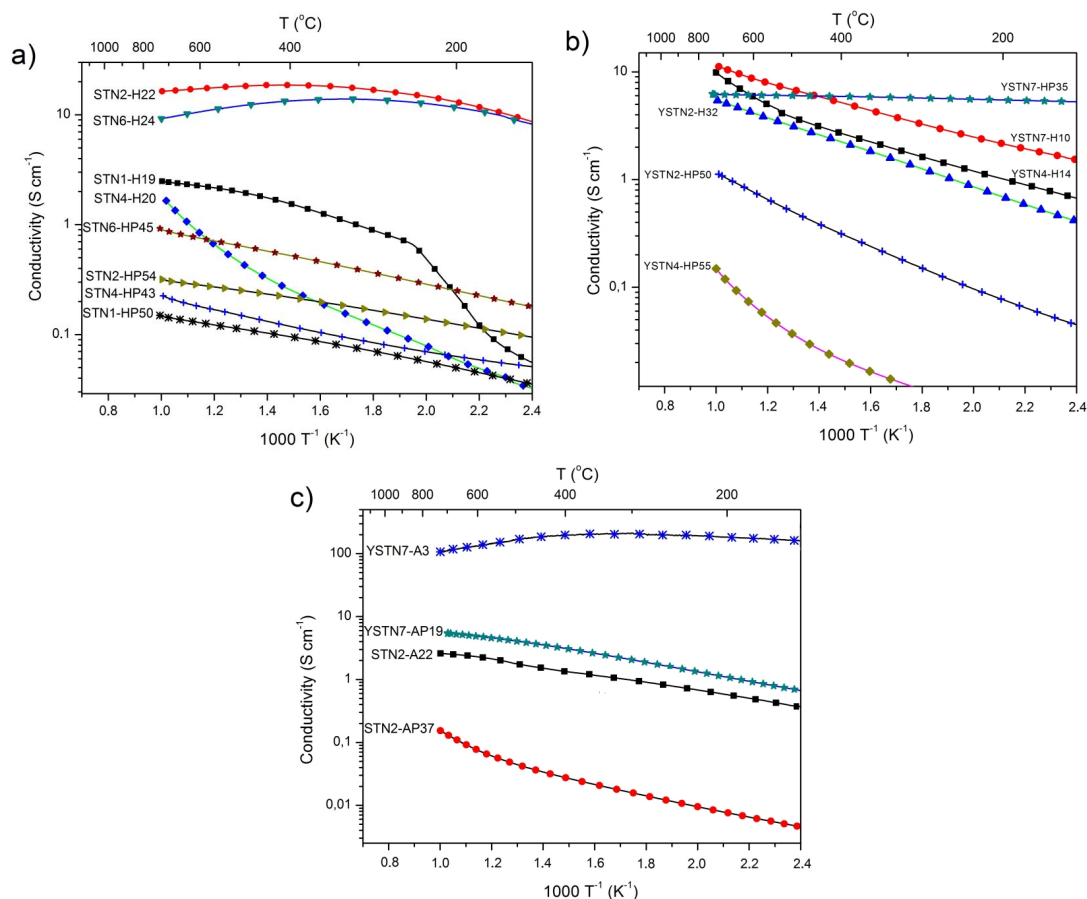 a)
T (°C)
1000 800 600 400 200
Conductivity (S cm⁻¹)
10
1
0.1
STN2-H22
STN6-H24
STN1-H19
STN4-H20
STN6-HP45
STN2-HP54
STN4-HP43
STN1-HP50
0.8 1.0 1.2 1.4 1.6 1.8 2.0 2.2 2.4
1000 T⁻¹ (K⁻¹)
b)
T (°C)
1000 800 600 400 200
Conductivity (S cm⁻¹)
10
1
0,1
YSTN7-HP35
YSTN2-H32
YSTN7-H10
YSTN2-HP50
YSTN4-H14
YSTN4-HP55
0.8 1.0 1.2 1.4 1.6 1.8 2.0 2.2 2.4
1000 T⁻¹ (K⁻¹)
c)
T (°C)
1000 800 600 400 200
Conductivity (S cm⁻¹)
100
10
1
0,1
0,01
YSTN7-A3
YSTN7-AP19
STN2-A22
STN2-AP37
0.8 1.0 1.2 1.4 1.6 1.8 2.0 2.2 2.4
1000 T⁻¹ (K⁻¹)